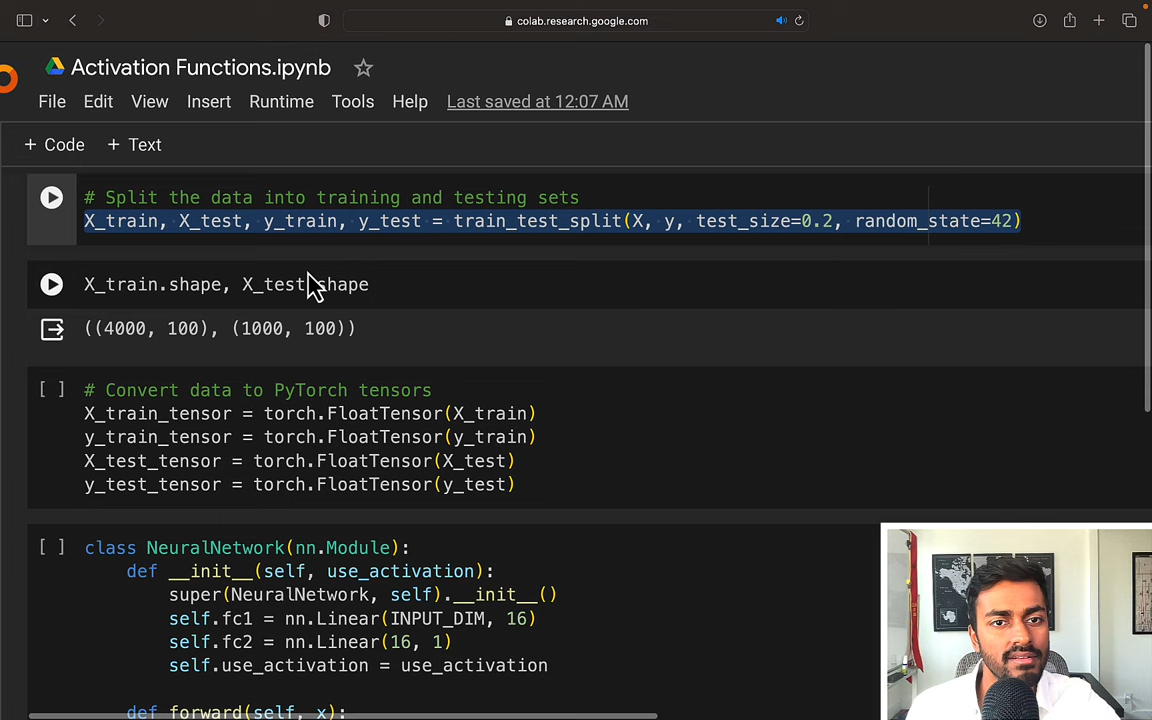 colab.research.google.com
Activation Functions.ipynb
File Edit View Insert Runtime Tools Help Last saved at 12:07 AM
+ Code + Text
# Split the data into training and testing sets
X_train, X_test, y_train, y_test = train_test_split(X, y, test_size=0.2, random_state=42)
X_train.shape, X_test.shape
((4000, 100), (1000, 100))
[ ] # Convert data to PyTorch tensors
X_train_tensor = torch.FloatTensor(X_train)
y_train_tensor = torch.FloatTensor(y_train)
X_test_tensor = torch.FloatTensor(X_test)
y_test_tensor = torch.FloatTensor(y_test)
[ ] class NeuralNetwork(nn.Module):
def __init__(self, use_activation):
super(NeuralNetwork, self).__init__()
self.fc1 = nn.Linear(INPUT_DIM, 16)
self.fc2 = nn.Linear(16, 1)
self.use_activation = use_activation
def forward(self, x):